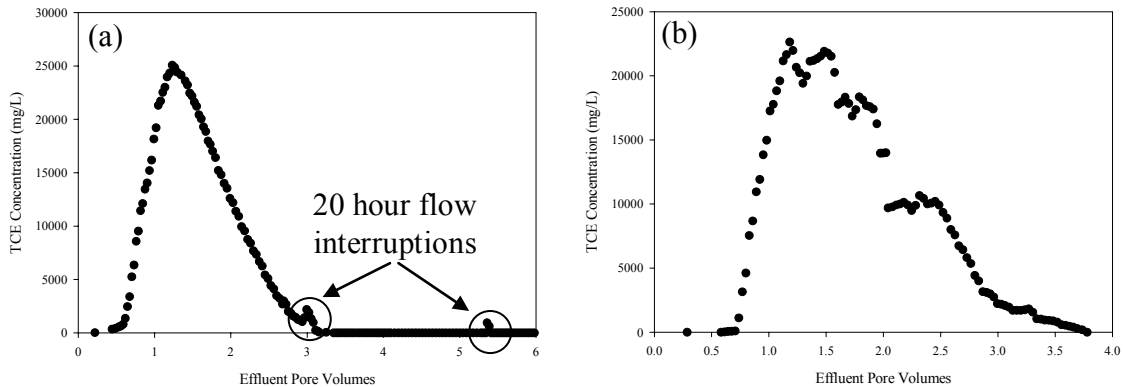 (a)
TCE Concentration (mg/L)
30000
25000
20000
15000
10000
5000
0
20 hour flow
interruptions
0 1 2 3 4 5 6
Effluent Pore Volumes
(b)
TCE Concentration (mg/L)
25000
20000
15000
10000
5000
0
0.0 0.5 1.0 1.5 2.0 2.5 3.0 3.5 4.0
Effluent Pore Volumes